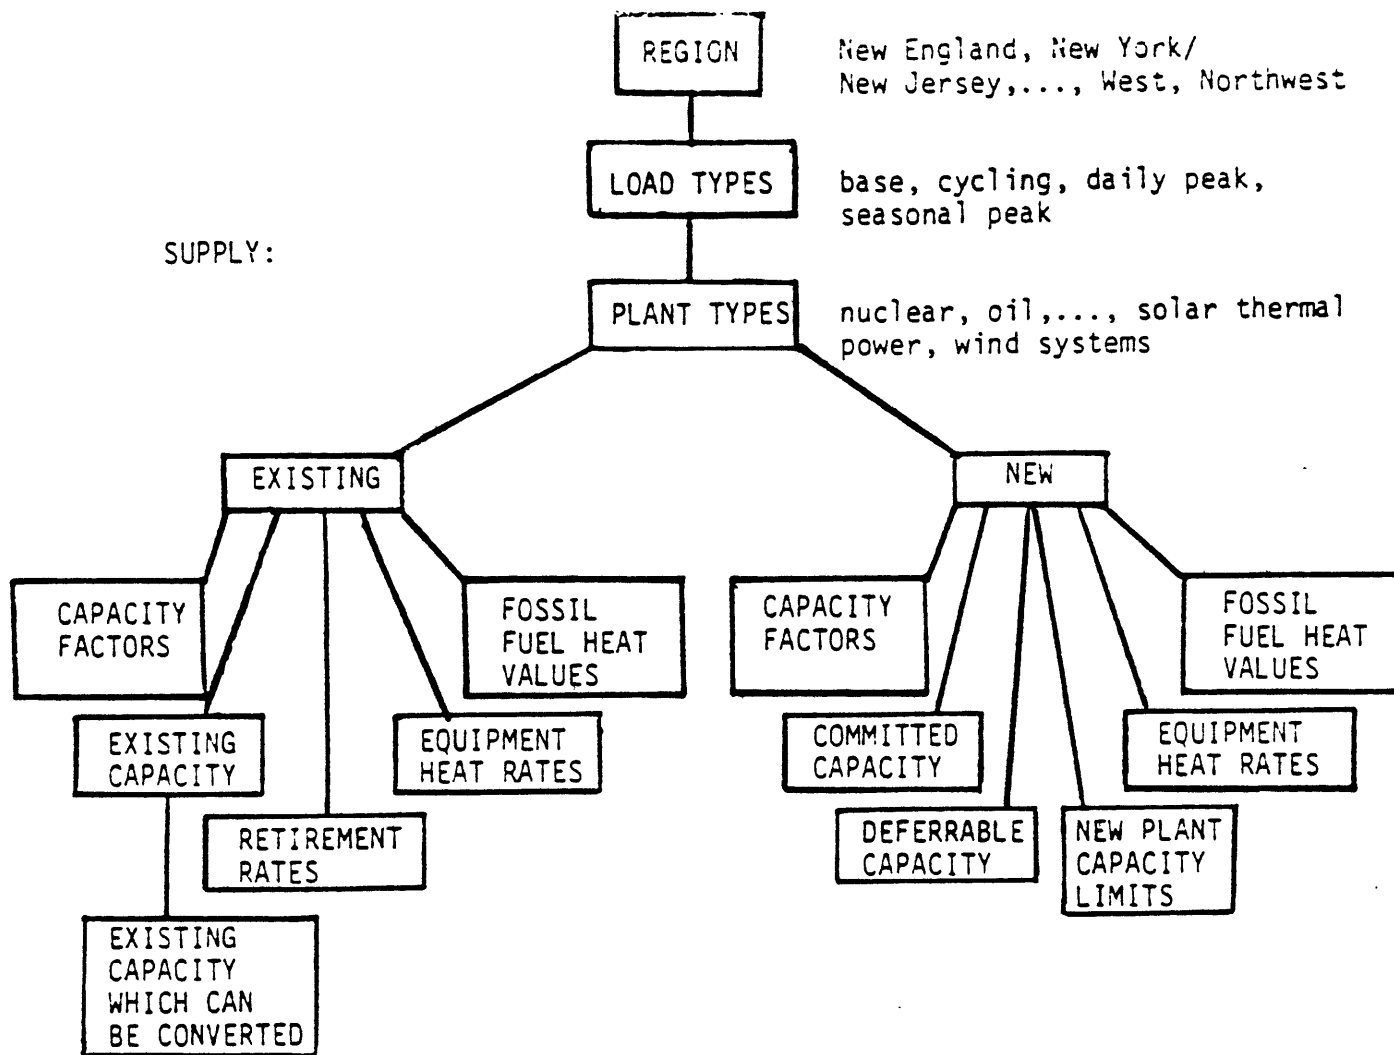 REGION
New England, New York/
New Jersey,..., West, Northwest
LOAD TYPES
base, cycling, daily peak,
seasonal peak
SUPPLY:
PLANT TYPES
nuclear, oil,..., solar thermal
power, wind systems
EXISTING
NEW
CAPACITY
FACTORS
FOSSIL
FUEL HEAT
VALUES
CAPACITY
FACTORS
FOSSIL
FUEL HEAT
VALUES
EXISTING
CAPACITY
EQUIPMENT
HEAT RATES
COMMITTED
CAPACITY
EQUIPMENT
HEAT RATES
RETIREMENT
RATES
DEFERRABLE
CAPACITY
NEW PLANT
CAPACITY
LIMITS
EXISTING
CAPACITY
WHICH CAN
BE CONVERTED